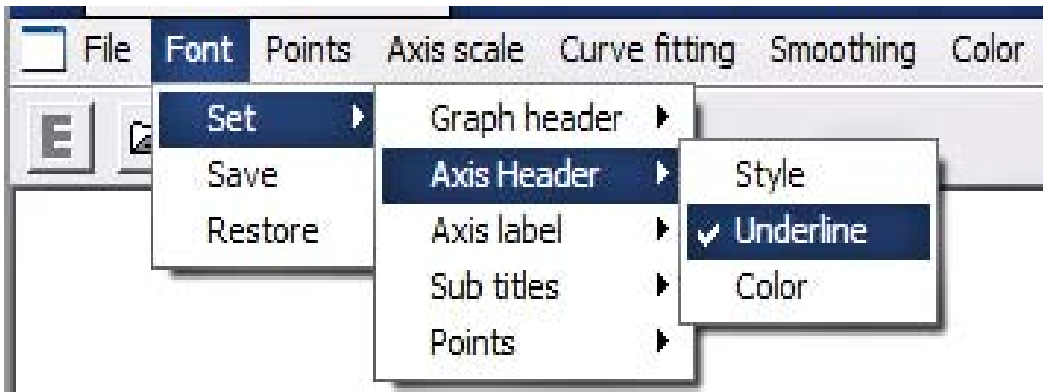 File Font Points Axis scale Curve fitting Smoothing Color
E
Set
Save
Restore
Graph header
Axis Header
Axis label
Sub titles
Points
Style
Underline
Color